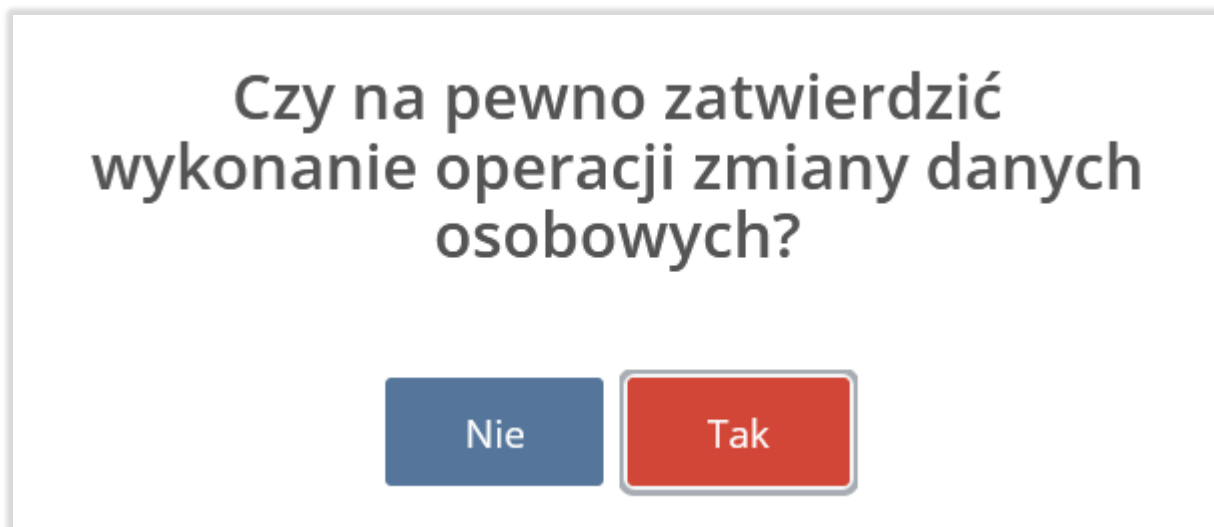 Czy na pewno zatwierdzić
wykonanie operacji zmiany danych
osobowych?
Nie Tak